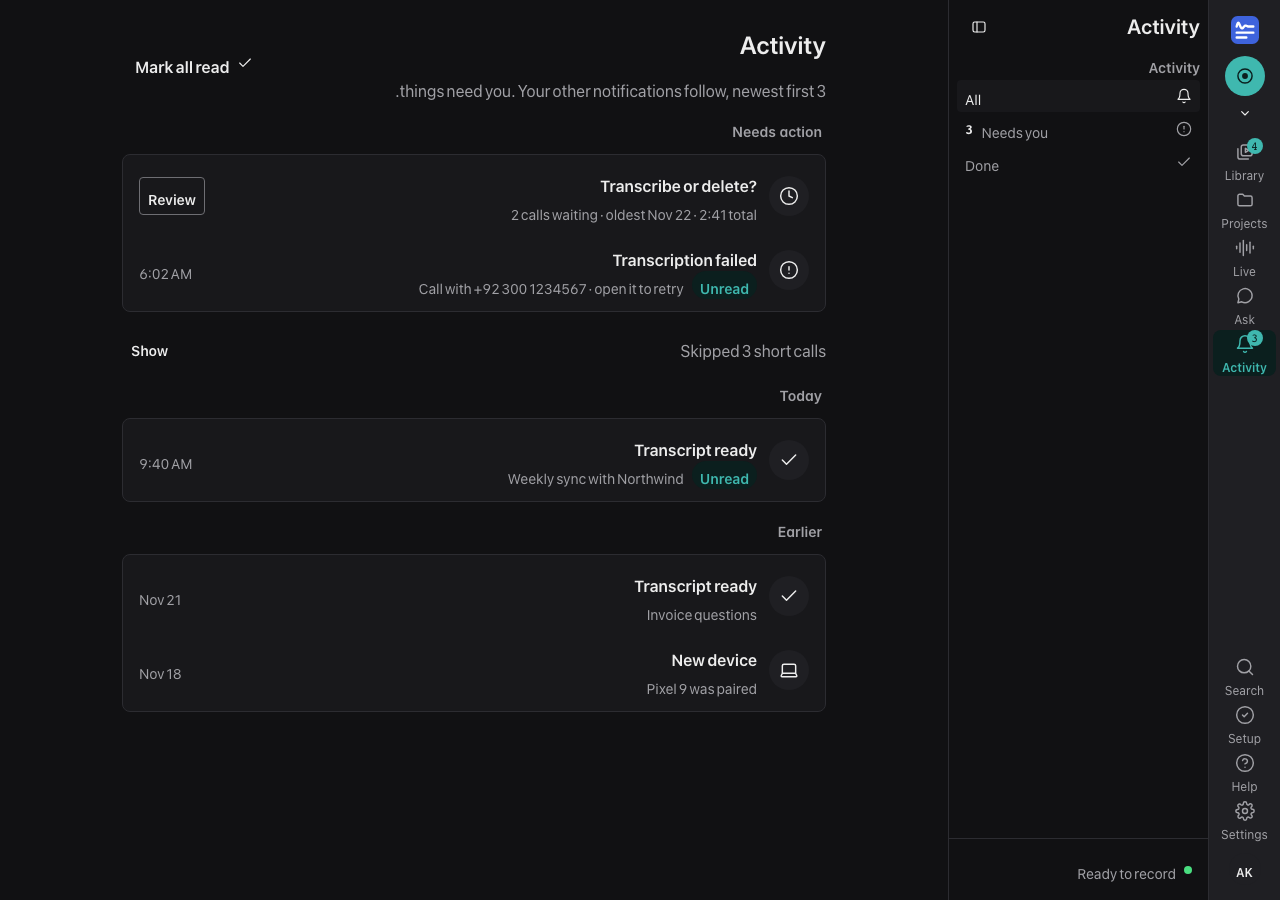 Activity
Mark all read
.things need you. Your other notifications follow, newest first 3
Needs action
Transcribe or delete?
2 calls waiting · oldest Nov 22 · 2:41 total
Review
Transcription failed
Call with +92 300 1234567 · open it to retry
Unread
6:02 AM
Skipped 3 short calls
Show
Today
Transcript ready
Weekly sync with Northwind
Unread
9:40 AM
Earlier
Transcript ready
Invoice questions
Nov 21
New device
Pixel 9 was paired
Nov 18
Activity
Activity
All
3 Needs you
Done
Ready to record
4
Library
Projects
Live
Ask
3
Activity
Search
Setup
Help
Settings
AK